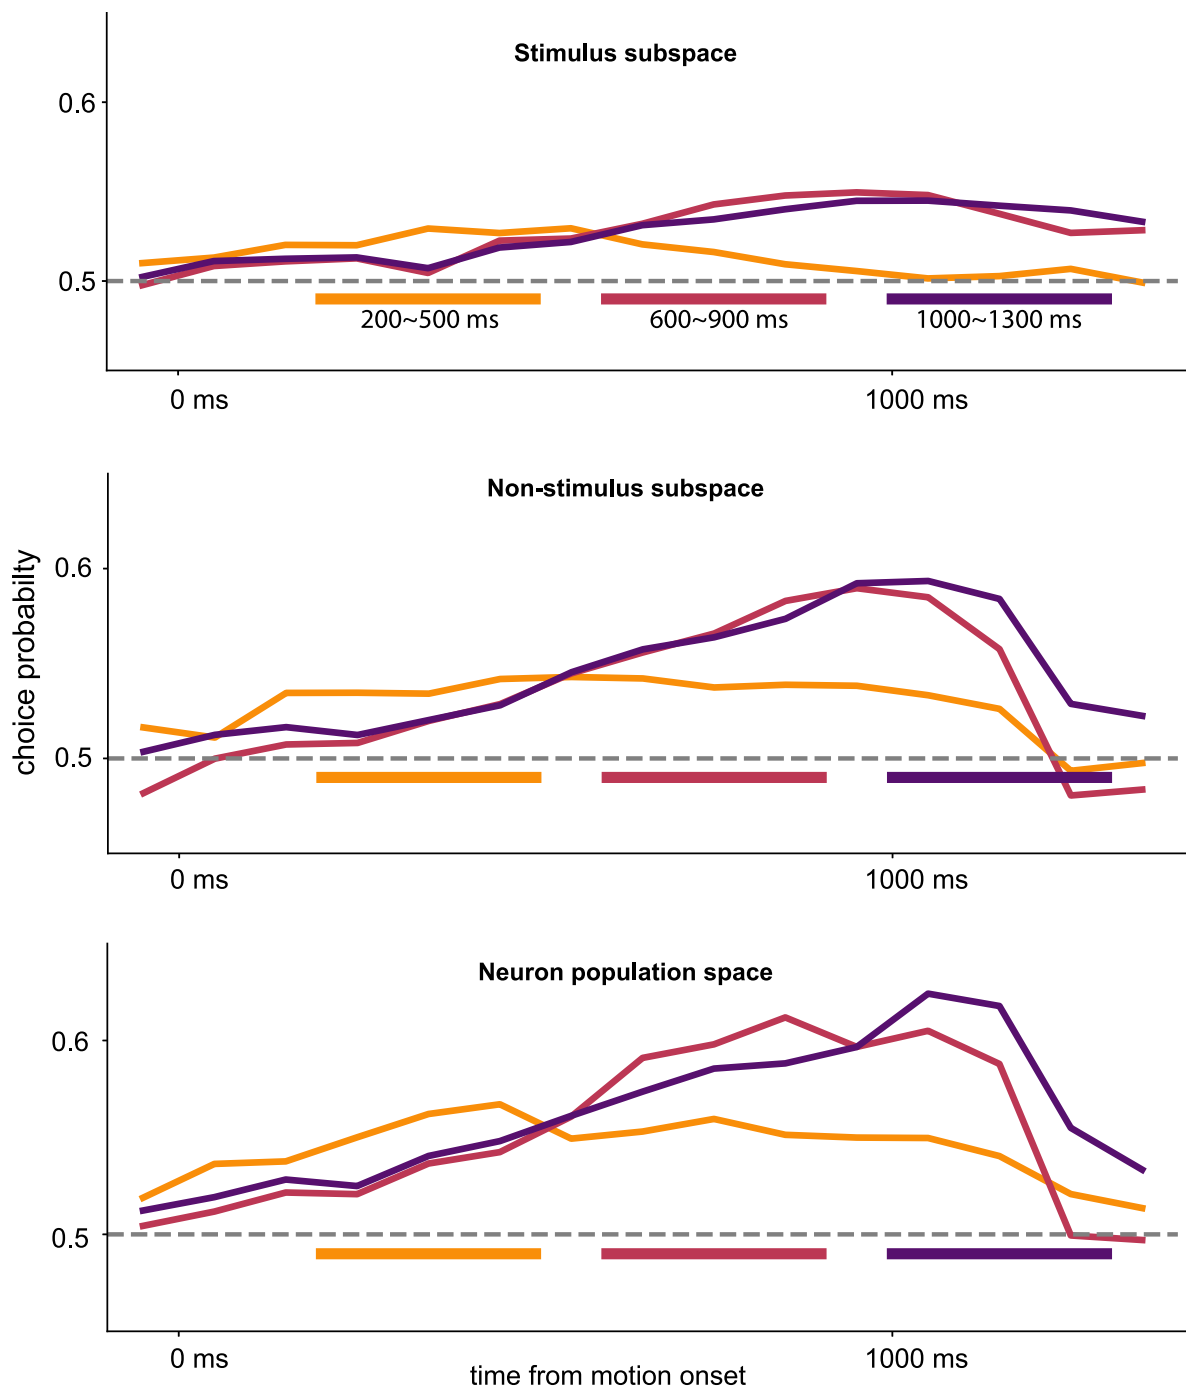 Stimulus subspace
0.6
0.5
200~500 ms 600~900 ms 1000~1300 ms
0 ms 1000 ms
Non-stimulus subspace
choice probabilty
0.6
0.5
0 ms 1000 ms
Neuron population space
0.6
0.5
0 ms 1000 ms
time from motion onset